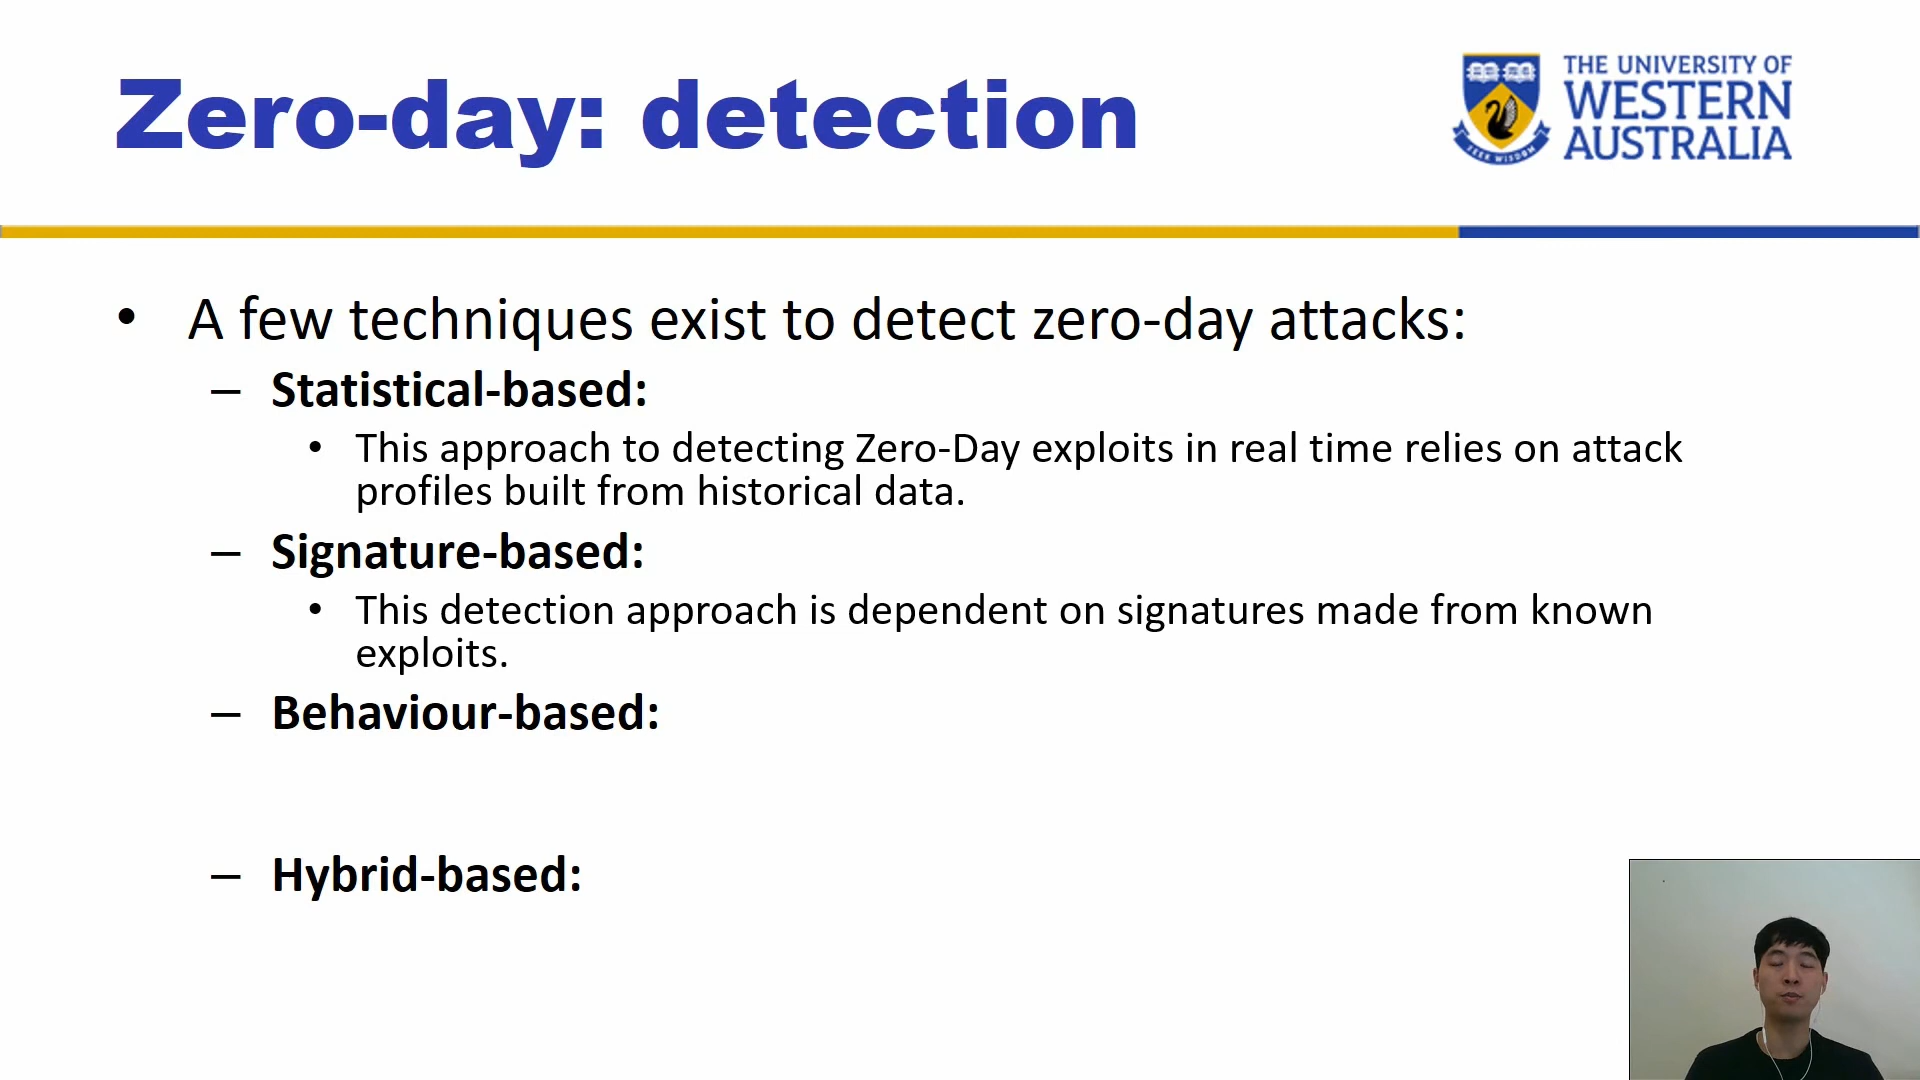 Zero-day: detection
THE UNIVERSITY OF
WESTERN
AUSTRALIA
SEEK WISDOM
• A few techniques exist to detect zero-day attacks:
– Statistical-based:
• This approach to detecting Zero-Day exploits in real time relies on attack
profiles built from historical data.
– Signature-based:
• This detection approach is dependent on signatures made from known
exploits.
– Behaviour-based:
– Hybrid-based: